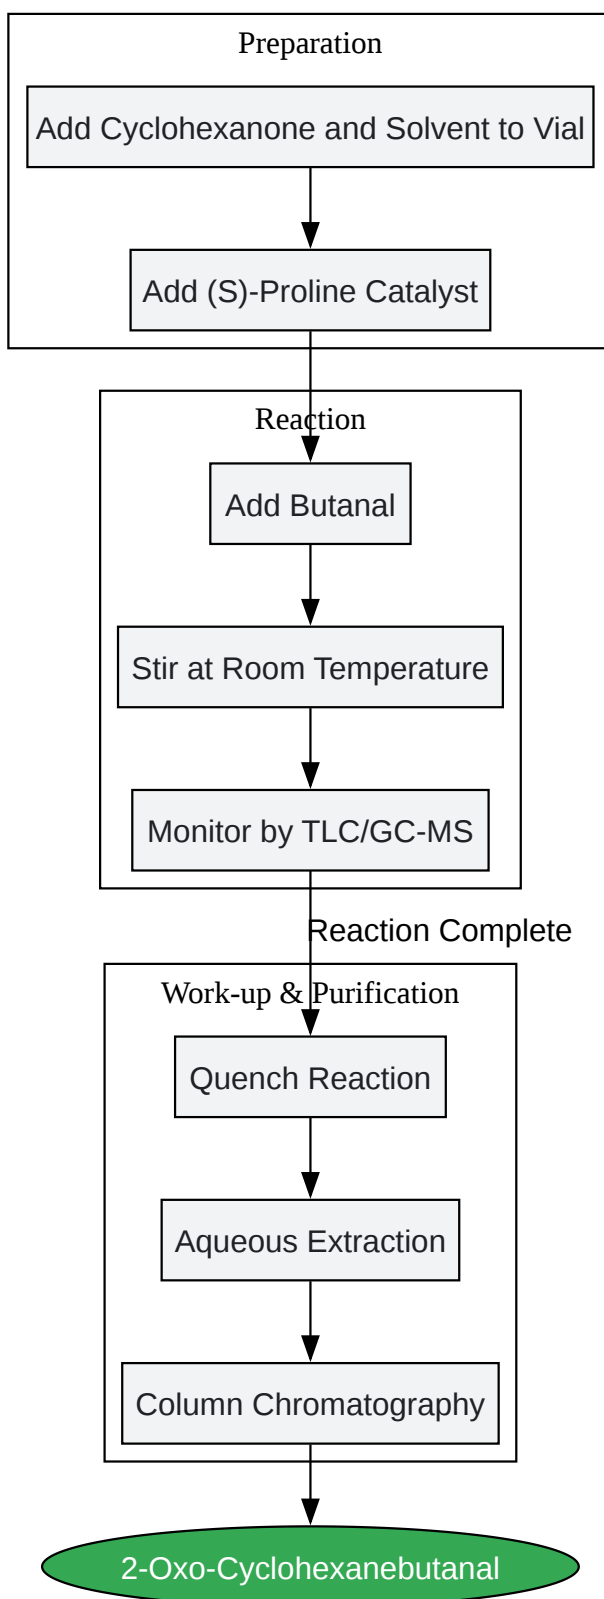 Preparation
Add Cyclohexanone and Solvent to Vial
Add (S)-Proline Catalyst
Reaction
Add Butanal
Stir at Room Temperature
Monitor by TLC/GC-MS
Reaction Complete
Work-up & Purification
Quench Reaction
Aqueous Extraction
Column Chromatography
2-Oxo-Cyclohexanebutanal